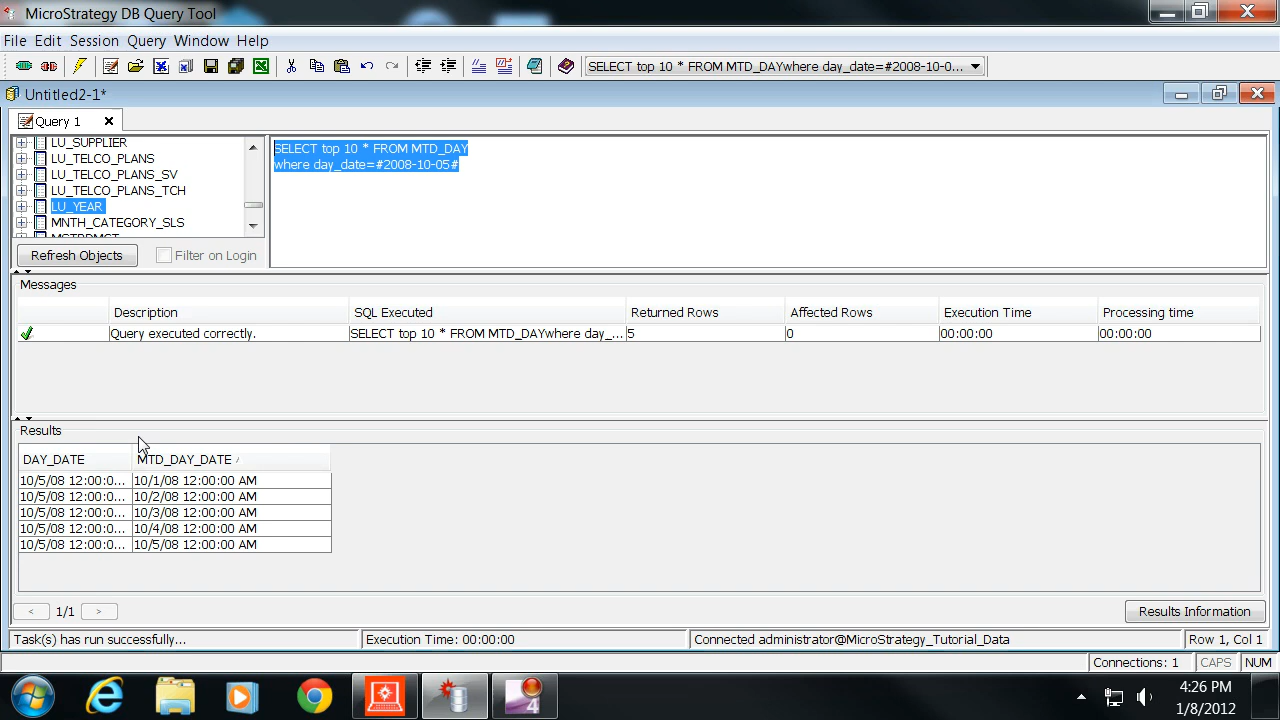 MicroStrategy DB Query Tool
File Edit Session Query Window Help
SELECT top 10 * FROM MTD_DAYwhere day_date=#2008-10-0...
Untitled2-1*
Query 1
LU_SUPPLIER
LU_TELCO_PLANS
LU_TELCO_PLANS_SV
LU_TELCO_PLANS_TCH
LU_YEAR
MNTH_CATEGORY_SLS
SELECT top 10 * FROM MTD_DAY
where day_date=#2008-10-05#
Refresh Objects Filter on Login
Messages
Description SQL Executed Returned Rows Affected Rows Execution Time Processing time
Query executed correctly. SELECT top 10 * FROM MTD_DAYwhere day_... 5 0 00:00:00 00:00:00
Results
DAY_DATE MTD_DAY_DATE
10/5/08 12:00:0... 10/1/08 12:00:00 AM
10/5/08 12:00:0... 10/2/08 12:00:00 AM
10/5/08 12:00:0... 10/3/08 12:00:00 AM
10/5/08 12:00:0... 10/4/08 12:00:00 AM
10/5/08 12:00:0... 10/5/08 12:00:00 AM
< 1/1 > Results Information
Task(s) has run successfully... Execution Time: 00:00:00 Connected administrator@MicroStrategy_Tutorial_Data Row 1, Col 1
Connections: 1 CAPS NUM
4
4:26 PM
1/8/2012